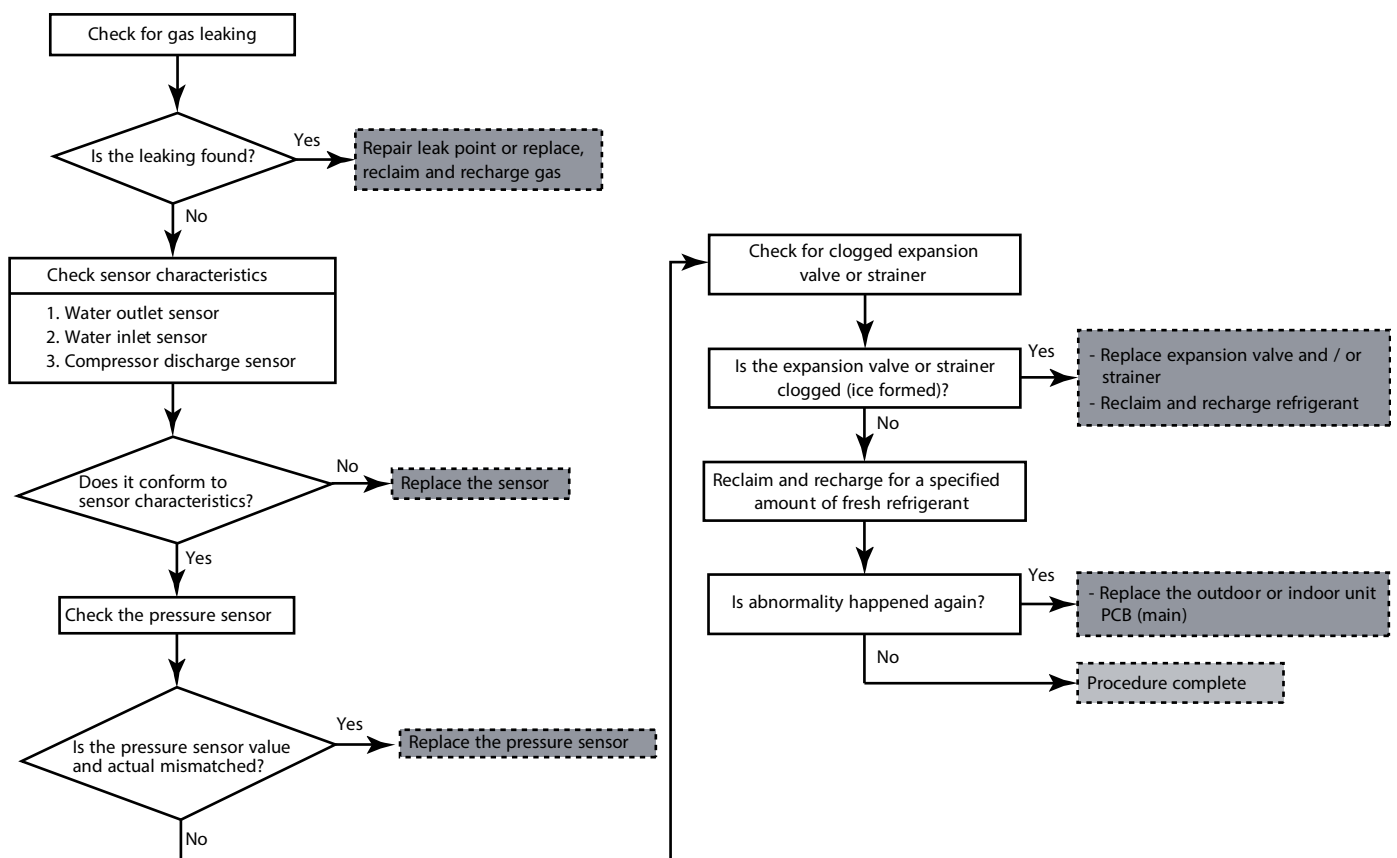 Check for gas leaking
Is the leaking found?
Yes
Repair leak point or replace,
reclaim and recharge gas
No
Check sensor characteristics
1. Water outlet sensor
2. Water inlet sensor
3. Compressor discharge sensor
Does it conform to
sensor characteristics?
No
Replace the sensor
Yes
Check the pressure sensor
Is the pressure sensor value
and actual mismatched?
Yes
Replace the pressure sensor
No
Check for clogged expansion
valve or strainer
Is the expansion valve or strainer
clogged (ice formed)?
Yes
- Replace expansion valve and / or
strainer
- Reclaim and recharge refrigerant
No
Reclaim and recharge for a specified
amount of fresh refrigerant
Is abnormality happened again?
Yes
- Replace the outdoor or indoor unit
PCB (main)
No
Procedure complete